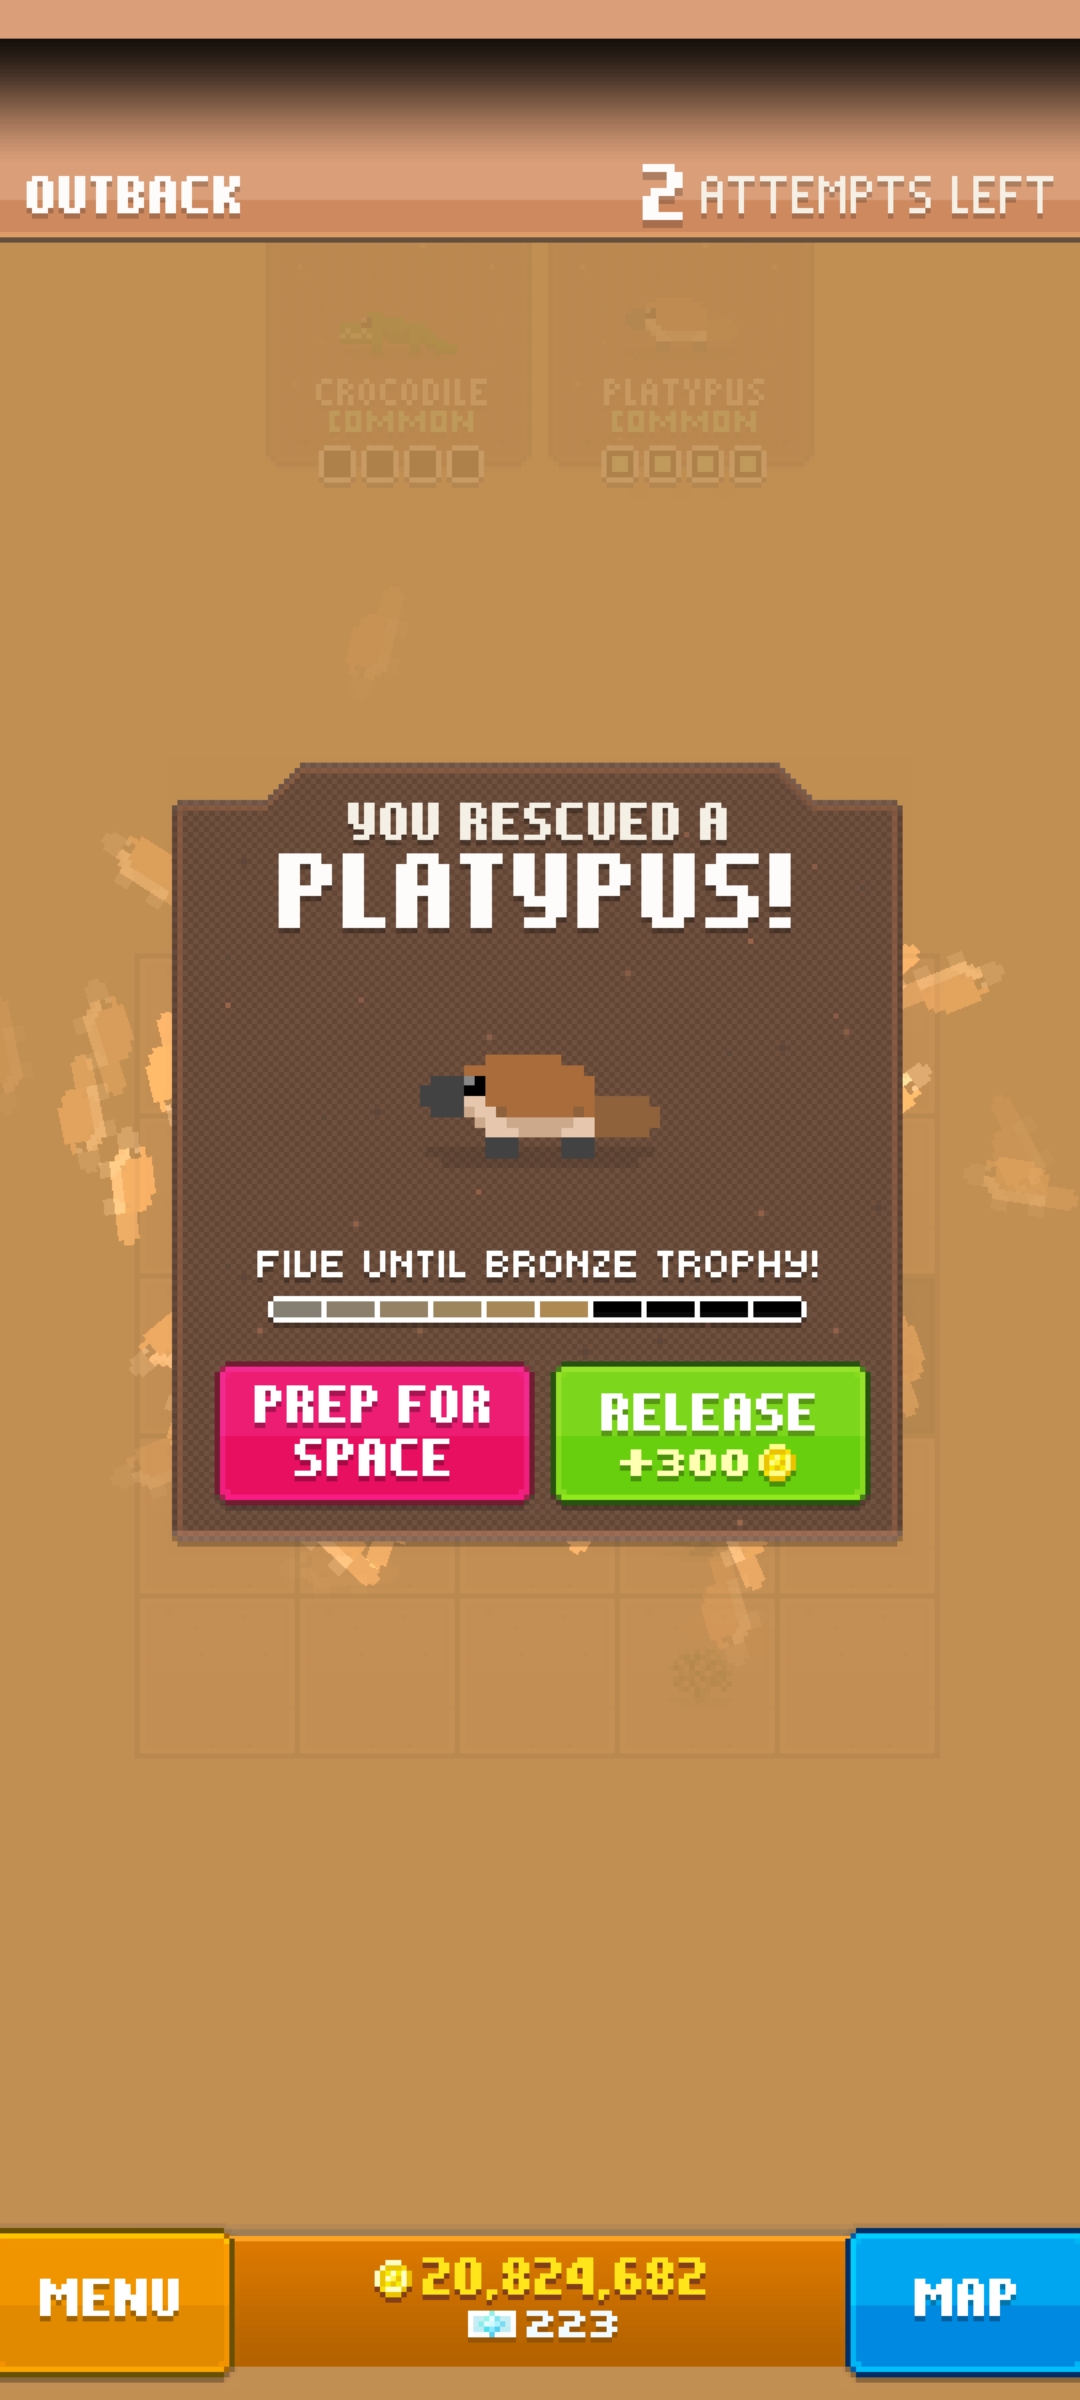 OUTBACK
2 ATTEMPTS LEFT
CROCODILE
COMMON
PLATYPUS
COMMON
YOU RESCUED A
PLATYPUS!
FIVE UNTIL BRONZE TROPHY!
PREP FOR
SPACE
RELEASE
+300
MENU
20,824,682
223
MAP